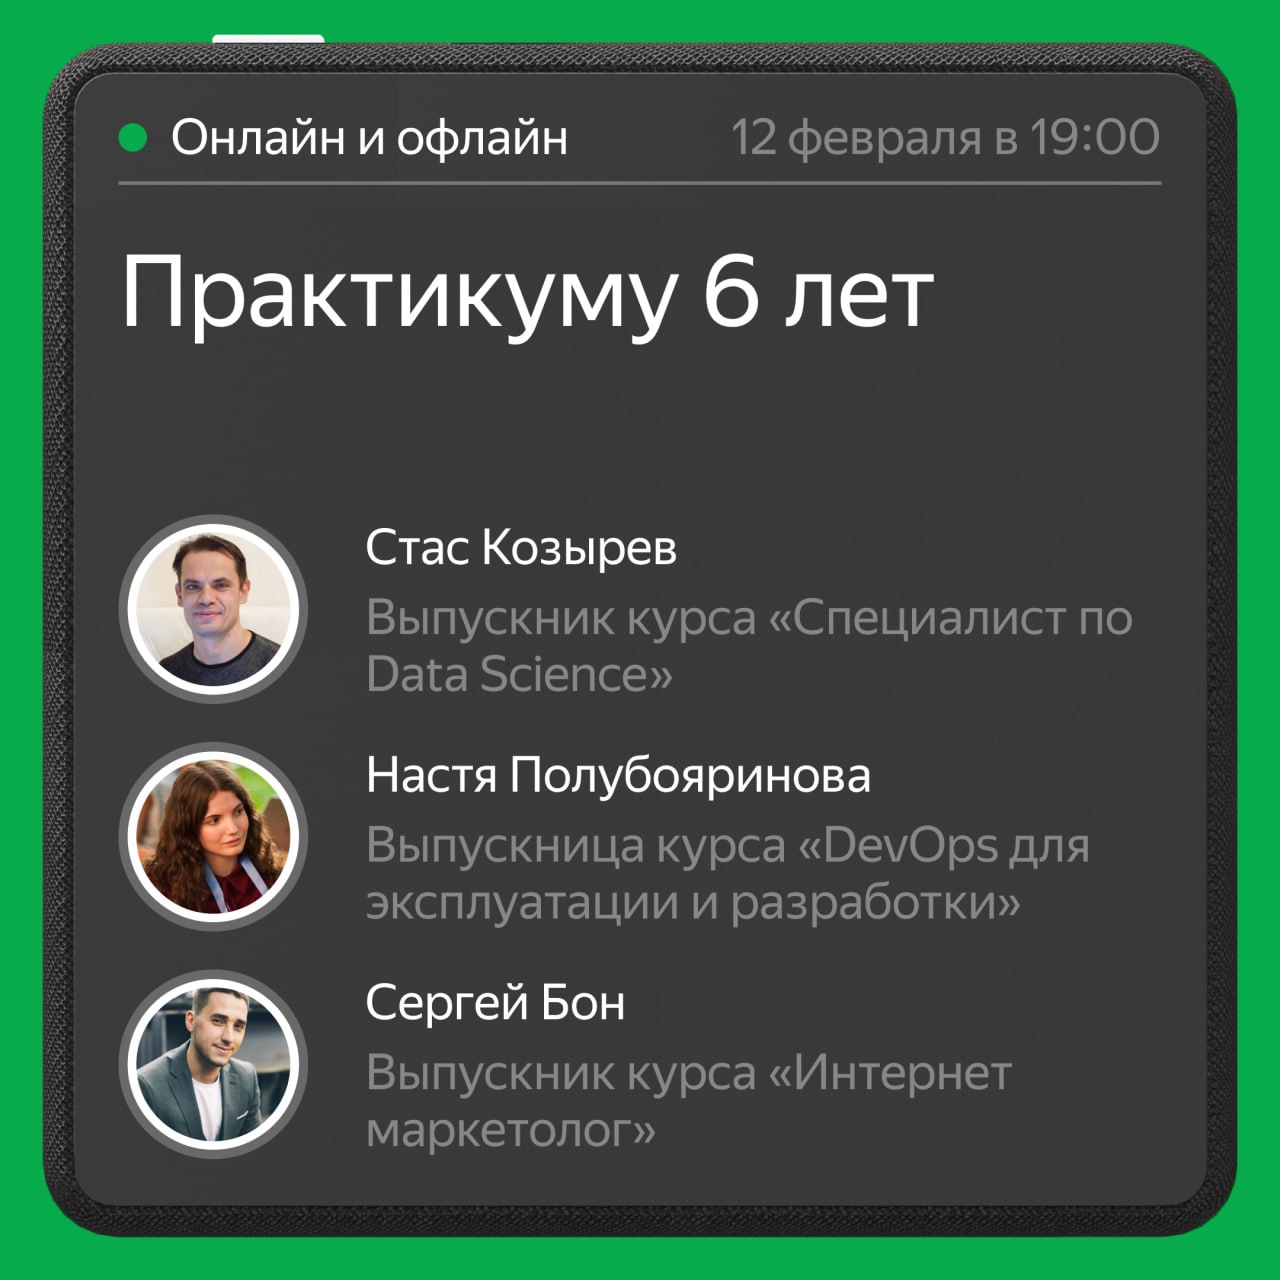 Онлайн и офлайн
12 февраля в 19:00
Практикуму 6 лет
Стас Козырев
Выпускник курса «Специалист по
Data Science»
Настя Полубояринова
Выпускница курса «DevOps для
эксплуатации и разработки»
Сергей Бон
Выпускник курса «Интернет
маркетолог»